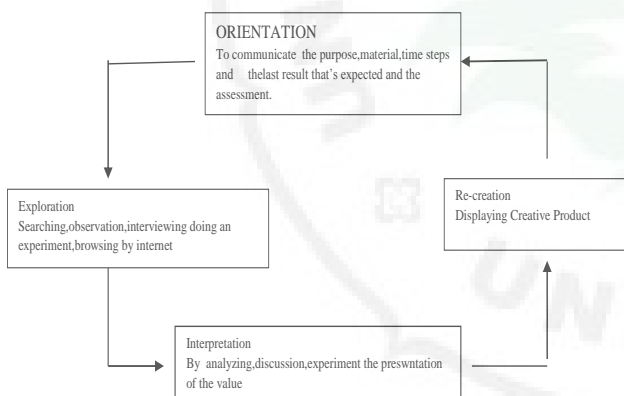 ORIENTATION
To communicate the purpose,material,time steps
and thelast result that's expected and the
assessment.
Exploration
Searching,observation,interviewing doing an
experiment,browsing by internet
Re-creation
Displaying Creative Product
Interpretation
By analyzing,discussion,experiment the preswntation
of the value
UN